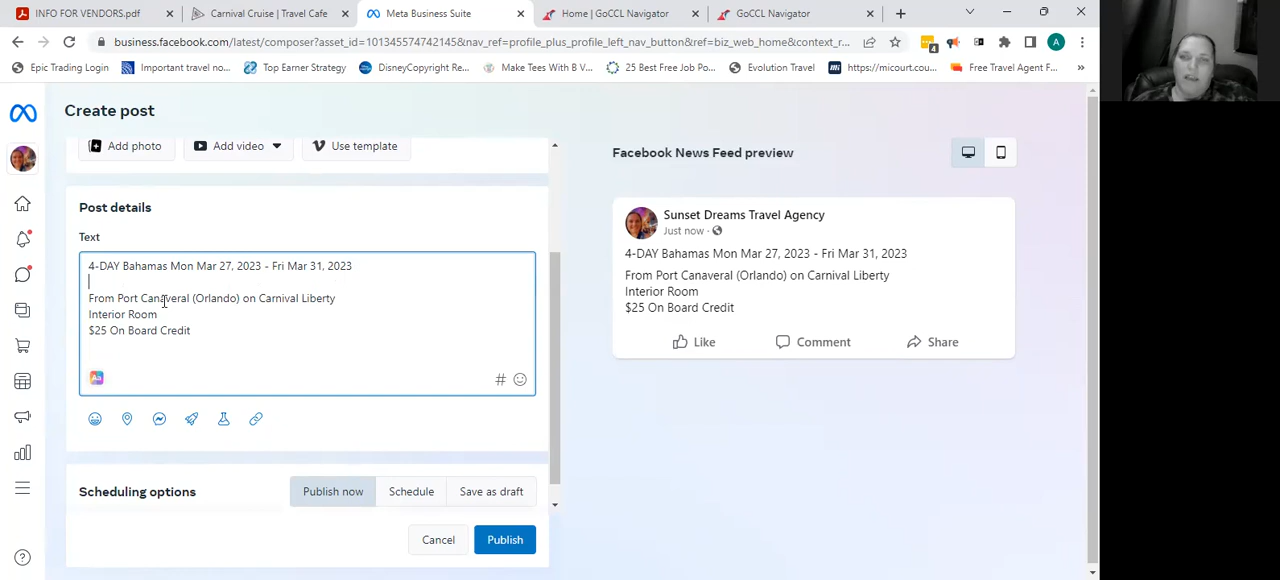 INFO FOR VENDORS.pdf
Carnival Cruise | Travel Cafe
Meta Business Suite
Home | GoCCL Navigator
GoCCL Navigator
business.facebook.com/latest/composer?asset_id=101345574742145&nav_ref=profile_plus_profile_left_nav_button&ref=biz_web_home&context_r...
4
A
Epic Trading Login
Important travel no...
Top Earner Strategy
DisneyCopyright Re...
Make Tees With B V...
25 Best Free Job Po...
Evolution Travel
https://micourt.cou...
Free Travel Agent F...
»
Create post
Add photo
Add video
Use template
Post details
Text
4-DAY Bahamas Mon Mar 27, 2023 - Fri Mar 31, 2023
From Port Canaveral (Orlando) on Carnival Liberty
Interior Room
$25 On Board Credit
Aa
#
Scheduling options
Publish now
Schedule
Save as draft
Cancel
Publish
Facebook News Feed preview
Sunset Dreams Travel Agency
Just now ·
4-DAY Bahamas Mon Mar 27, 2023 - Fri Mar 31, 2023
From Port Canaveral (Orlando) on Carnival Liberty
Interior Room
$25 On Board Credit
Like
Comment
Share